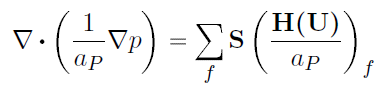 ∇ • ( 1/a_P ∇p ) = ∑_f S ( H(U)/a_P )_f